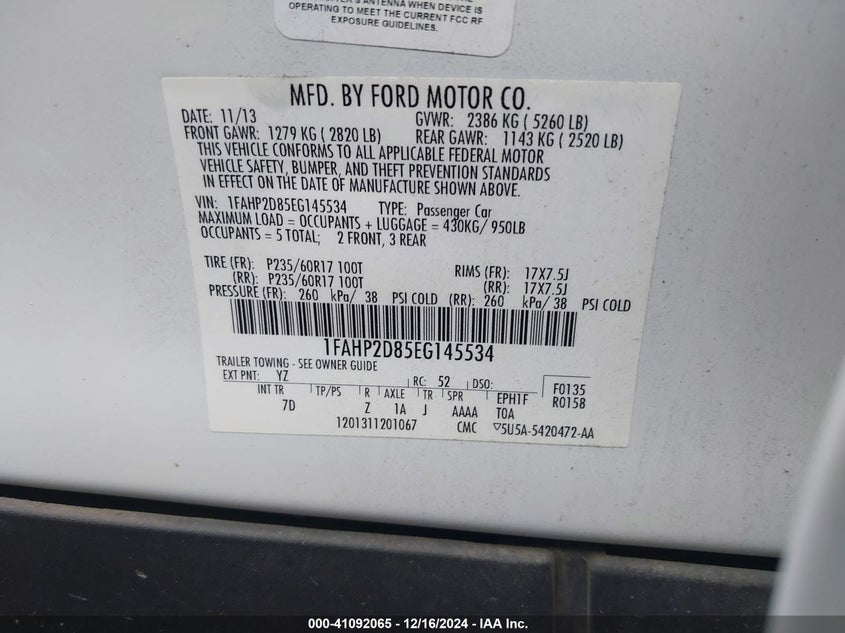 ANTENNA WHEN DEVICE IS
OPERATING TO MEET THE CURRENT FCC RF
EXPOSURE GUIDELINES.
MFD. BY FORD MOTOR CO.
DATE: 11/13 GVWR: 2386 KG ( 5260 LB)
FRONT GAWR: 1279 KG ( 2820 LB) REAR GAWR: 1143 KG ( 2520 LB)
THIS VEHICLE CONFORMS TO ALL APPLICABLE FEDERAL MOTOR
VEHICLE SAFETY, BUMPER, AND THEFT PREVENTION STANDARDS
IN EFFECT ON THE DATE OF MANUFACTURE SHOWN ABOVE.
VIN: 1FAHP2D85EG145534 TYPE: Passenger Car
MAXIMUM LOAD = OCCUPANTS + LUGGAGE = 430KG/ 950LB
OCCUPANTS = 5 TOTAL; 2 FRONT, 3 REAR
TIRE (FR): P235/60R17 100T RIMS (FR): 17X7.5J
(RR): P235/60R17 100T (RR): 17X7.5J
PRESSURE (FR): 260 kPa/ 38 PSI COLD (RR): 260 kPa/ 38 PSI COLD
1FAHP2D85EG145534
TRAILER TOWING - SEE OWNER GUIDE
EXT PNT: YZ RC: 52 DSO: F0135
INT TR TP/PS R AXLE TR SPR EPH1F R0158
7D Z 1A J AAAA T0A
1201311201067 CMC ▽5U5A-5420472-AA
000-41092065 - 12/16/2024 - IAA Inc.